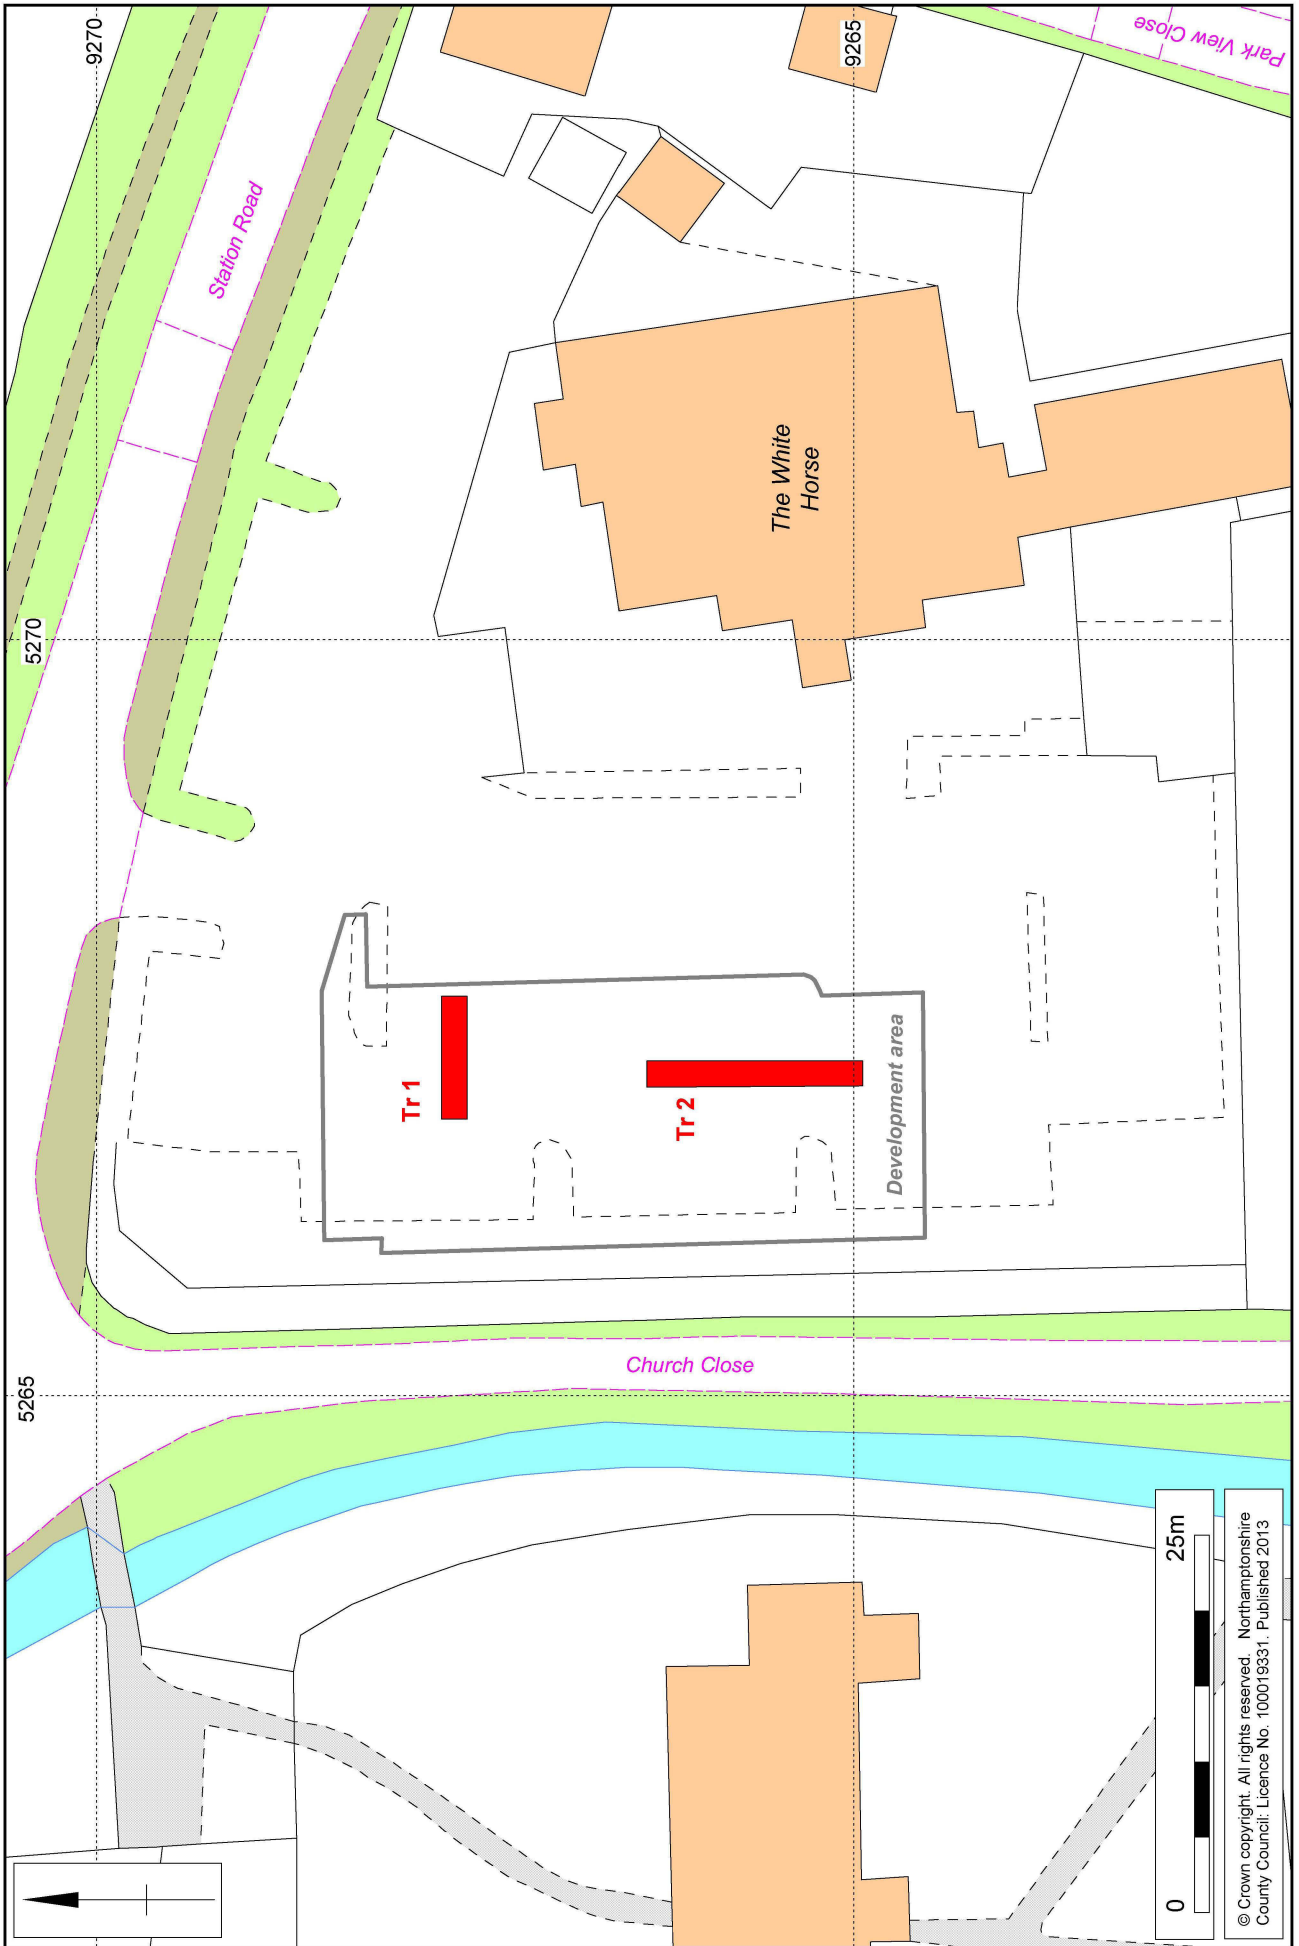 5265
5270
9270
Station Road
9265
Park View Close
The White
Horse
Tr 1
Tr 2
Development area
Church Close
0
25m
© Crown copyright. All rights reserved. Northamptonshire
County Council: Licence No. 100019331. Published 2013